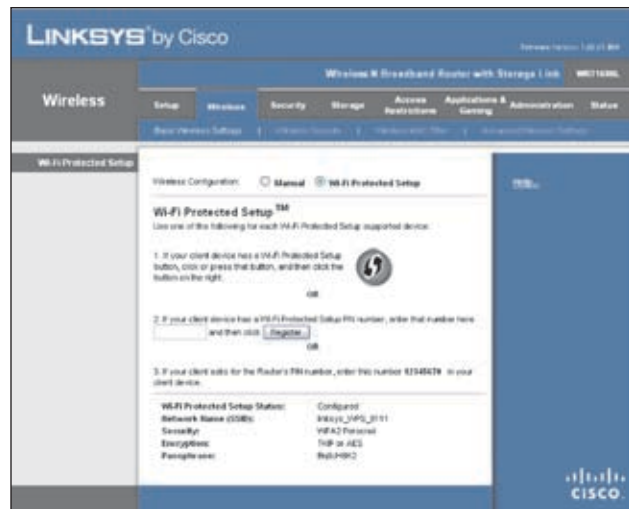 LINKSYS® by Cisco
Wireless-N Broadband Router with Storage Link
Wireless
Setup
Wireless
Security
Storage
Access Restrictions
Applications & Gaming
Administration
Status
Basic Wireless Settings
Wi-Fi Protected Setup
Wireless Configuration:
Manual
Wi-Fi Protected Setup
Wi-Fi Protected Setup™
Use one of the following for each Wi-Fi Protected Setup supported device:
1. If your client device has a Wi-Fi Protected Setup
button, click or press that button, and then click the
button on the right.
OR
2. If your client device has a Wi-Fi Protected Setup PIN number, enter that number here
and then click Register
OR
3. If your client asks for the Router's PIN number, enter this number 12345670 in your
client device.
Wi-Fi Protected Setup Status: Configured
Network Name (SSID):
Security: WPA2 Personal
Encryption: TKIP or AES
Passphrase:
CISCO